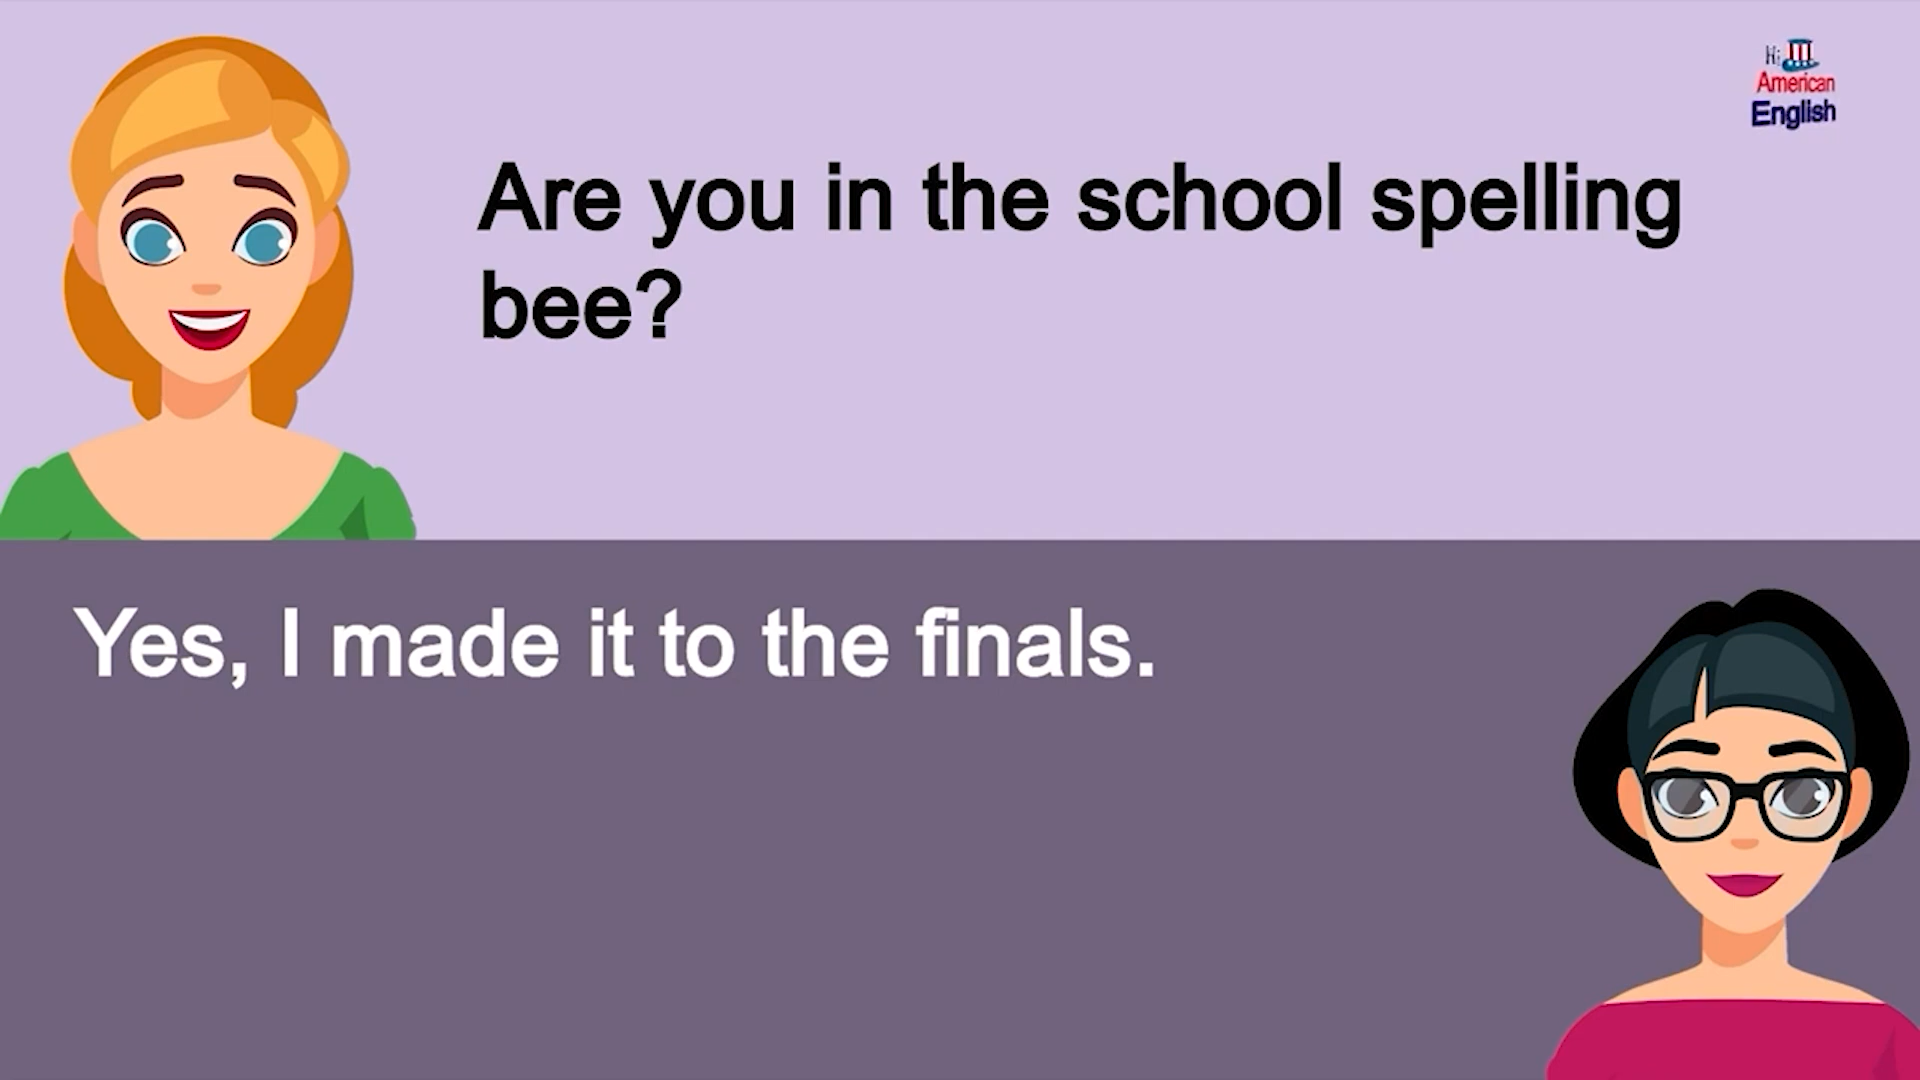 Hi
American
English
Are you in the school spelling
bee?
Yes, I made it to the finals.